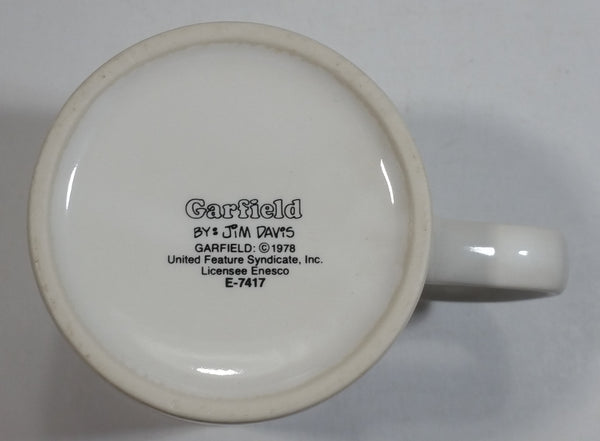 Garfield
BY: JIM DAVIS
GARFIELD: © 1978
United Feature Syndicate, Inc.
Licensee Enesco
E-7417